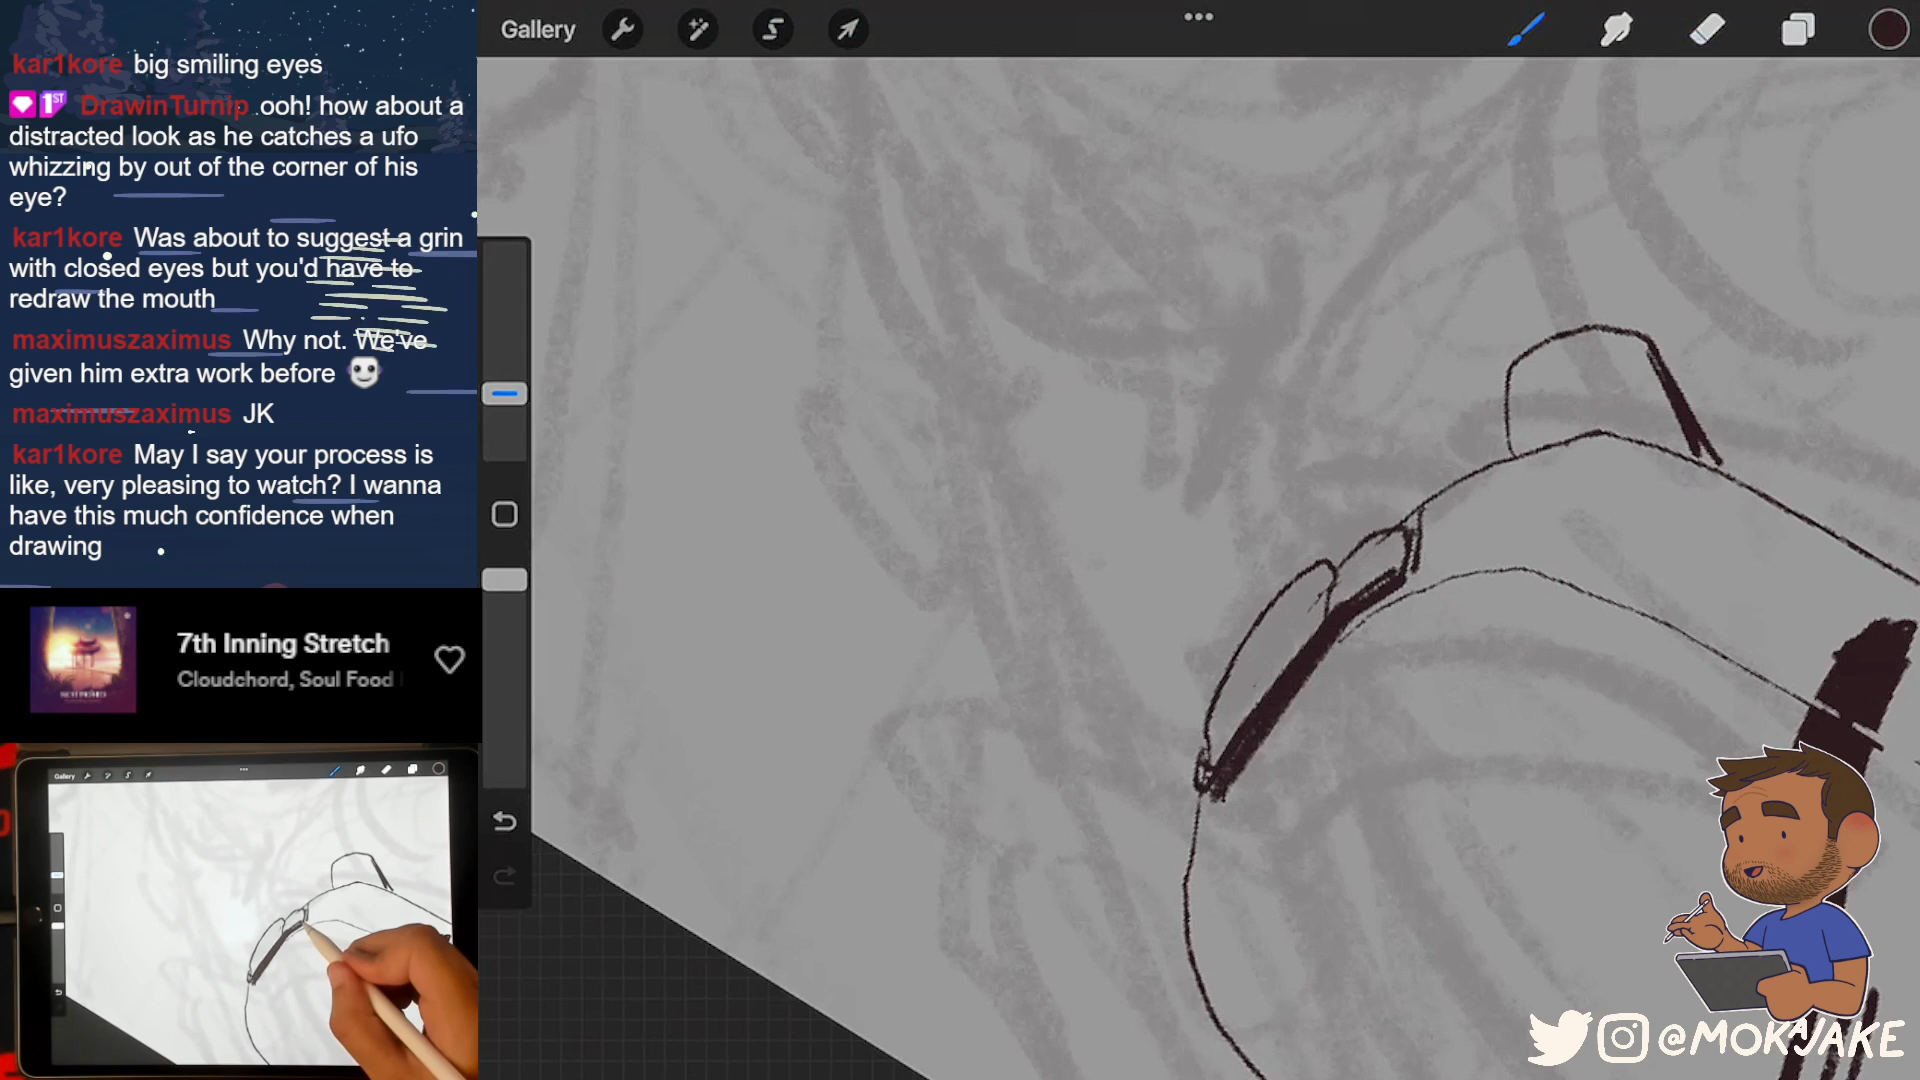 Gallery
kar1kore big smiling eyes
1ST DrawinTurnip ooh! how about a
distracted look as he catches a ufo
whizzing by out of the corner of his
eye?
kar1kore Was about to suggest a grin
with closed eyes but you'd have to
redraw the mouth
maximuszaximus Why not. We've
given him extra work before
maximuszaximus JK
kar1kore May I say your process is
like, very pleasing to watch? I wanna
have this much confidence when
drawing
7th Inning Stretch
Cloudchord, Soul Food
Gallery
@MOKAJAKE